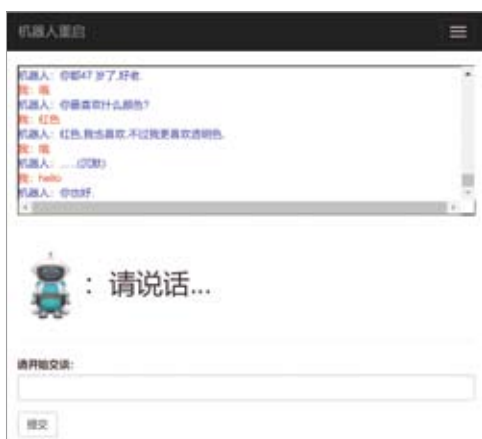 机器人重启
机器人: 你都47 岁了,好老.
我: 哦
机器人: 你最喜欢什么颜色?
我: 红色
机器人: 红色,我也喜欢,不过我更喜欢透明色.
我: 哦
机器人: ......(沉默)
我: hello
机器人: 你也好.
: 请说话...
请开始交谈:
提交